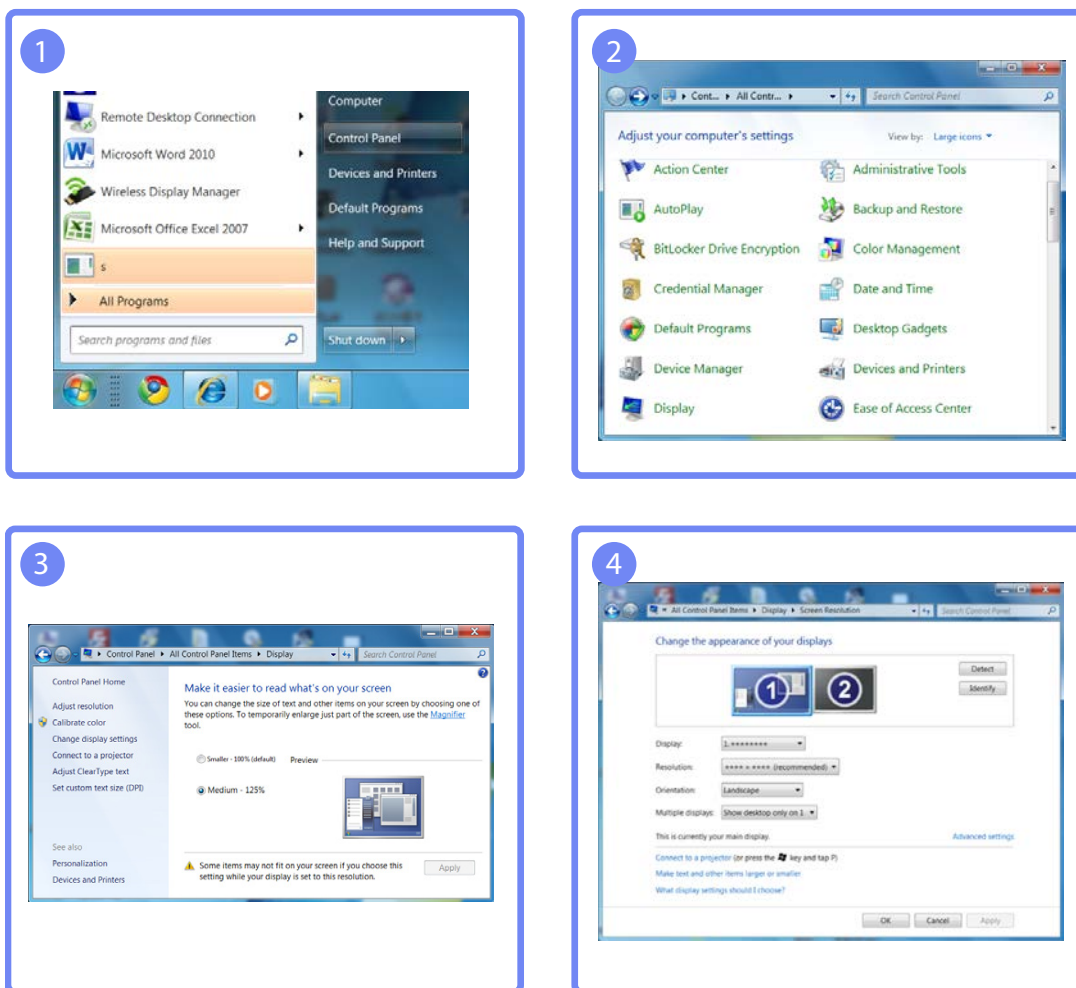 1
Remote Desktop Connection
Microsoft Word 2010
Wireless Display Manager
Microsoft Office Excel 2007
s
All Programs
Search programs and files
Computer
Control Panel
Devices and Printers
Default Programs
Help and Support
Shut down
2
Cont... All Contr...
Search Control Panel
Adjust your computer's settings
View by: Large icons
Action Center
Administrative Tools
AutoPlay
Backup and Restore
BitLocker Drive Encryption
Color Management
Credential Manager
Date and Time
Default Programs
Desktop Gadgets
Device Manager
Devices and Printers
Display
Ease of Access Center
3
Control Panel All Control Panel Items Display
Search Control Panel
Control Panel Home
Adjust resolution
Calibrate color
Change display settings
Connect to a projector
Adjust ClearType text
Set custom text size (DPI)
See also
Personalization
Devices and Printers
Make it easier to read what's on your screen
You can change the size of text and other items on your screen by choosing one of
these options. To temporarily enlarge just part of the screen, use the Magnifier
tool.
Smaller - 100% (default) Preview
Medium - 125%
Some items may not fit on your screen if you choose this
setting while your display is set to this resolution.
Apply
4
« All Control Panel Items Display Screen Resolution
Search Control Panel
Change the appearance of your displays
1 2
Detect
Identify
Display: 1. ********
Resolution: **** x **** (recommended)
Orientation: Landscape
Multiple displays: Show desktop only on 1
This is currently your main display.
Advanced settings
Connect to a projector (or press the key and tap P)
Make text and other items larger or smaller
What display settings should I choose?
OK Cancel Apply